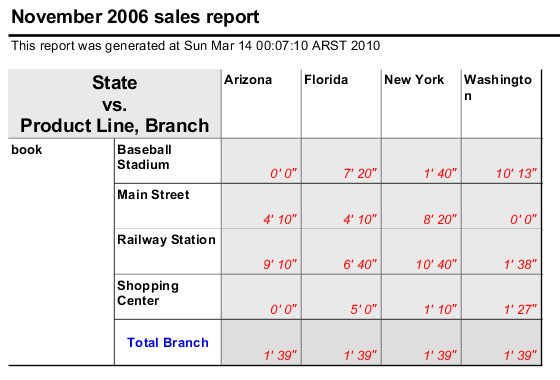 November 2006 sales report
This report was generated at Sun Mar 14 00:07:10 ARST 2010
State
vs.
Product Line, Branch
Arizona Florida New York Washingto
n
book Baseball
Stadium
0' 0" 7' 20" 1' 40" 10' 13"
Main Street
4' 10" 4' 10" 8' 20" 0' 0"
Railway Station
9' 10" 6' 40" 10' 40" 1' 38"
Shopping
Center
0' 0" 5' 0" 1' 10" 1' 27"
Total Branch
1' 39" 1' 39" 1' 39" 1' 39"